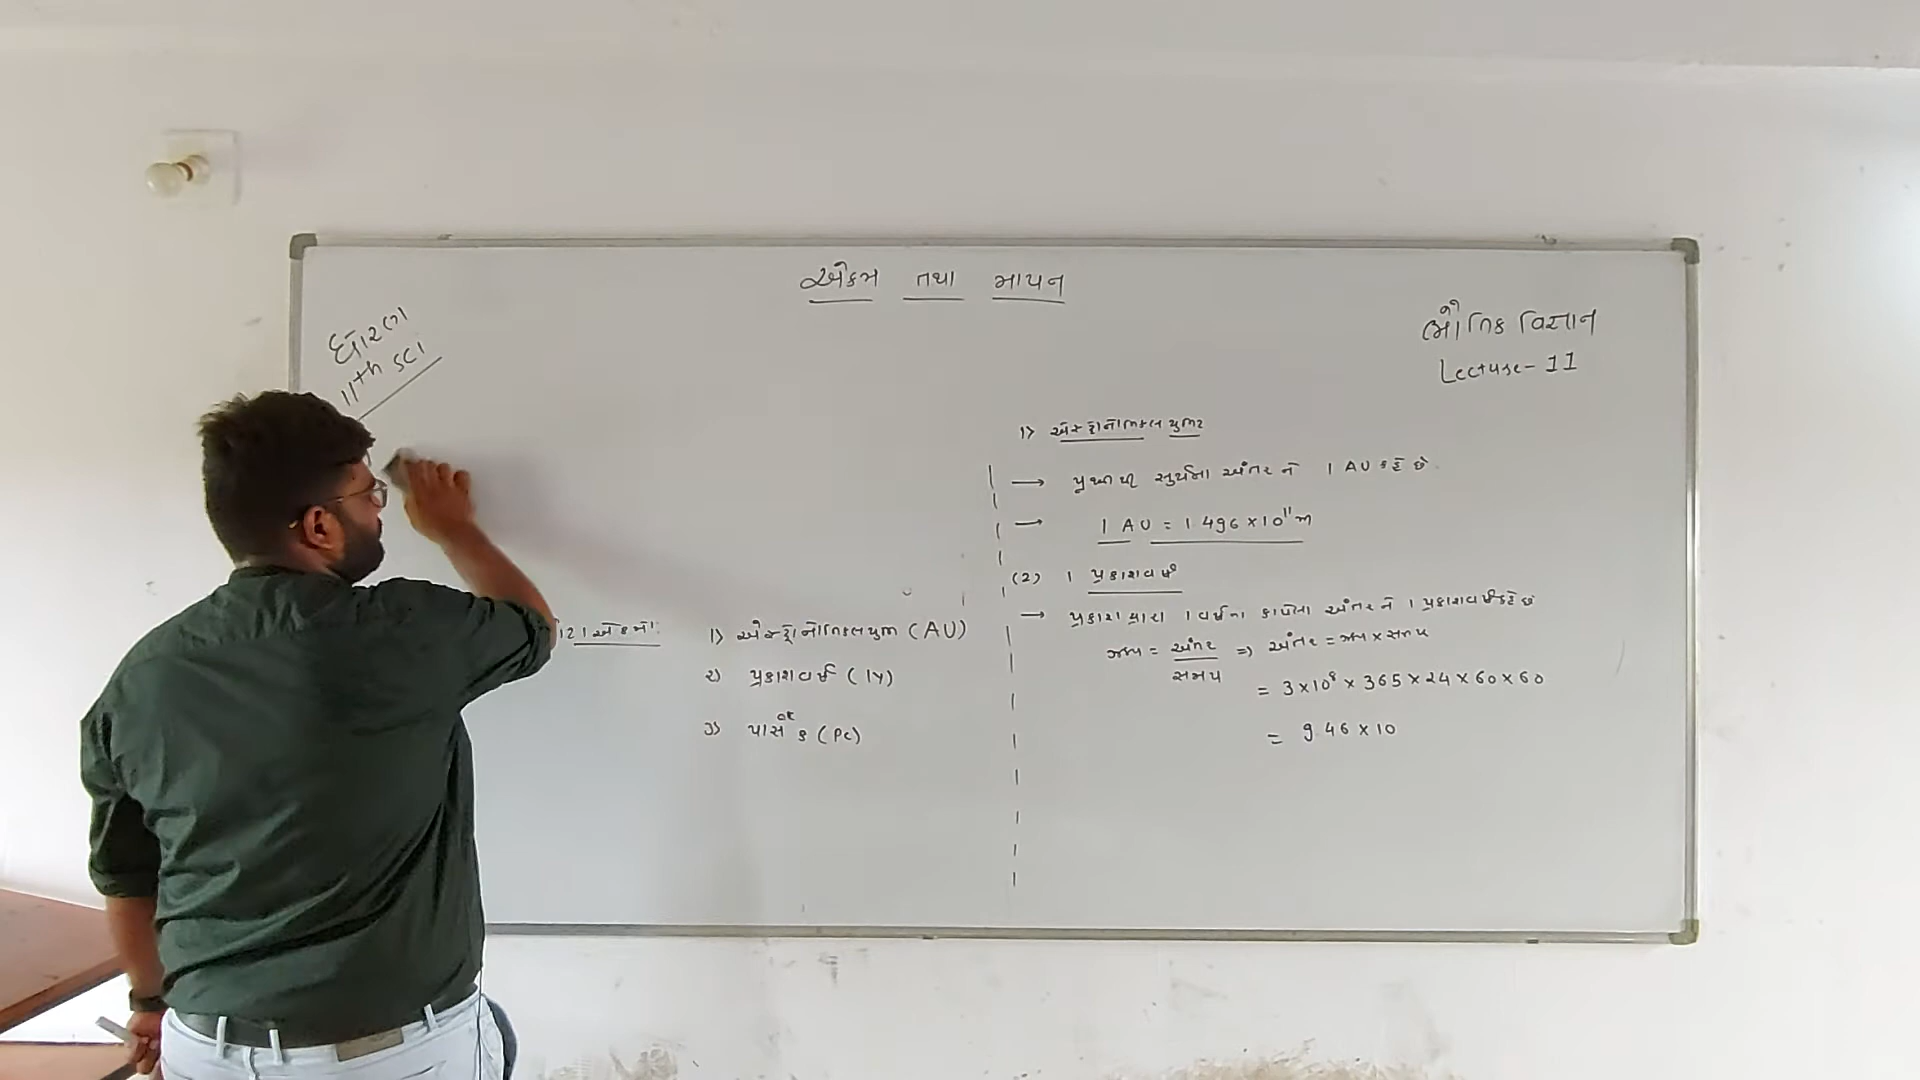 એકમ તથા માપન
ધોરણ
11th sci
ભૌતિક વિજ્ઞાન
Lecture-11
1) એસ્ટ્રોનોમિકલ યુનિટ
→ પૃથ્વીથી સુર્યના અંતર ને 1 AU કહે છે.
→ 1 AU = 1.496×10¹¹ m
(2) 1 પ્રકાશવર્ષ
→ પ્રકાશ દ્વારા 1 વર્ષના કાપેલા અંતરને 1 પ્રકાશવર્ષ કહે છે
ઝડપ = અંતર / સમય ⇒ અંતર = ઝડપ × સમય
= 3×10⁸ × 365 × 24 × 60 × 60
= 9.46 × 10
મોટા એકમો:
1) એસ્ટ્રોનોમિકલ યુનિ (AU)
2) પ્રકાશવર્ષ (ly)
3) પાર્સેક (Pc)